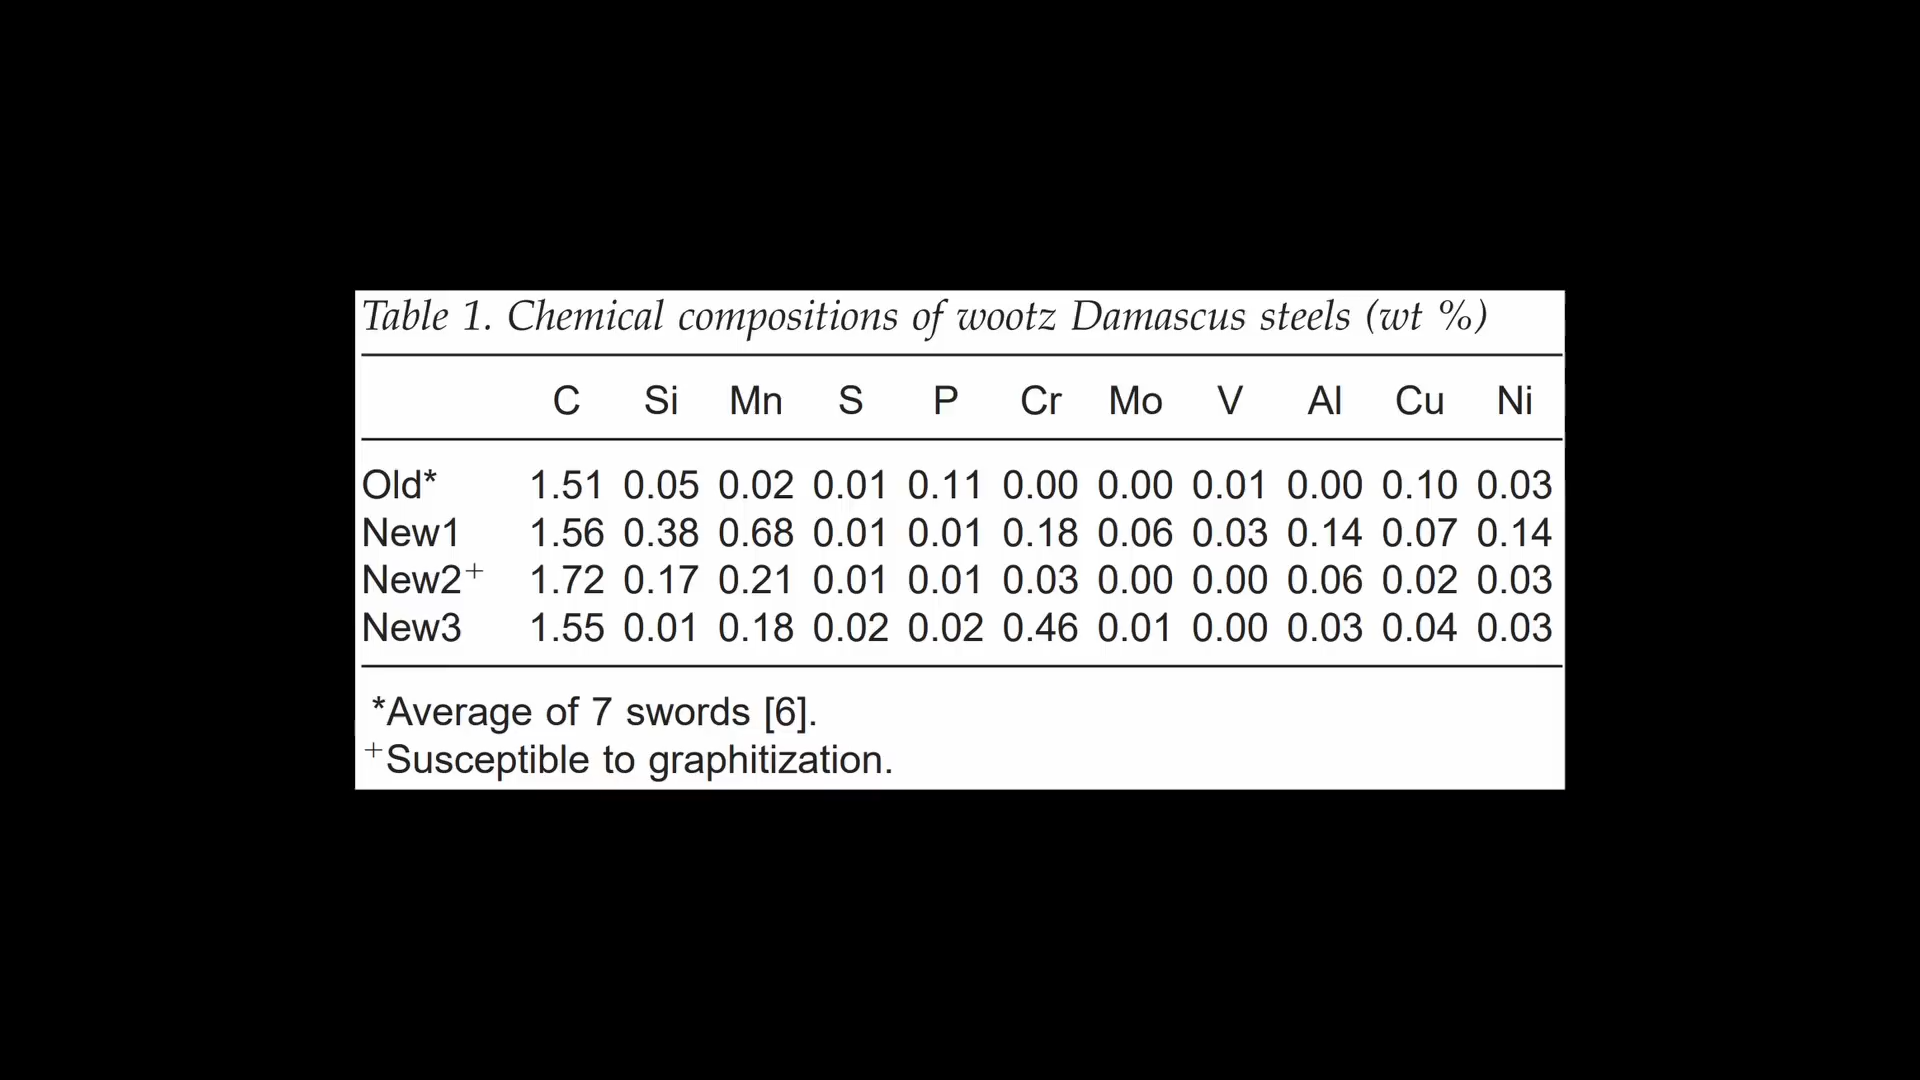 Table 1. Chemical compositions of wootz Damascus steels (wt %)
C Si Mn S P Cr Mo V Al Cu Ni
Old* 1.51 0.05 0.02 0.01 0.11 0.00 0.00 0.01 0.00 0.10 0.03
New1 1.56 0.38 0.68 0.01 0.01 0.18 0.06 0.03 0.14 0.07 0.14
New2+ 1.72 0.17 0.21 0.01 0.01 0.03 0.00 0.00 0.06 0.02 0.03
New3 1.55 0.01 0.18 0.02 0.02 0.46 0.01 0.00 0.03 0.04 0.03
*Average of 7 swords [6].
+Susceptible to graphitization.